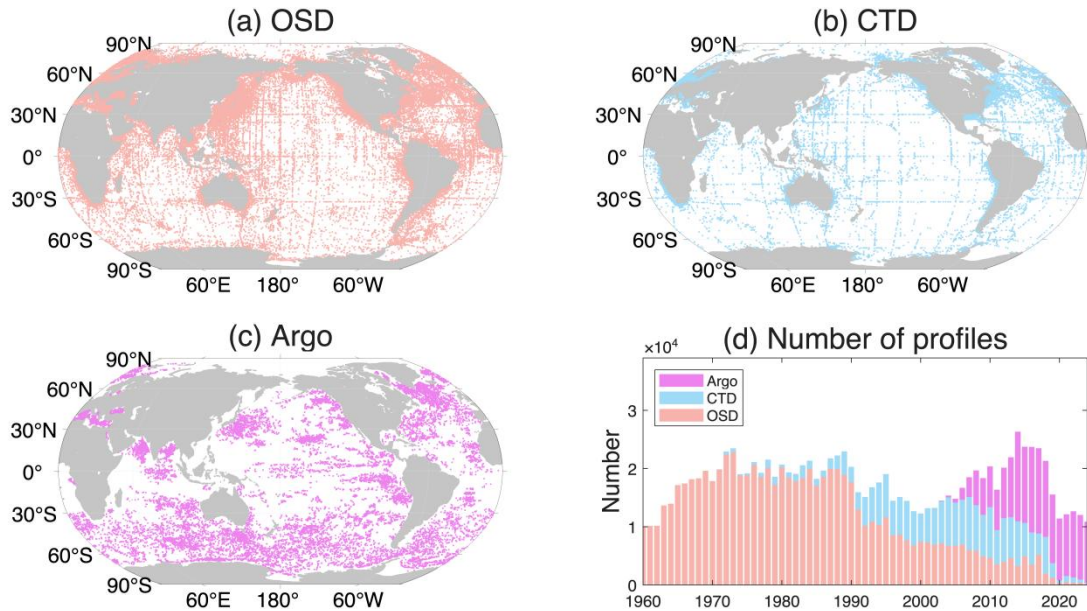 (a) OSD
90°N
60°N
30°N
0°
30°S
60°S
90°S
60°E 180° 60°W
(b) CTD
90°N
60°N
30°N
0°
30°S
60°S
90°S
60°E 180° 60°W
(c) Argo
90°N
60°N
30°N
0°
30°S
60°S
90°S
60°E 180° 60°W
(d) Number of profiles
×10⁴
Number
3
2
1
0
Argo
CTD
OSD
1960 1970 1980 1990 2000 2010 2020